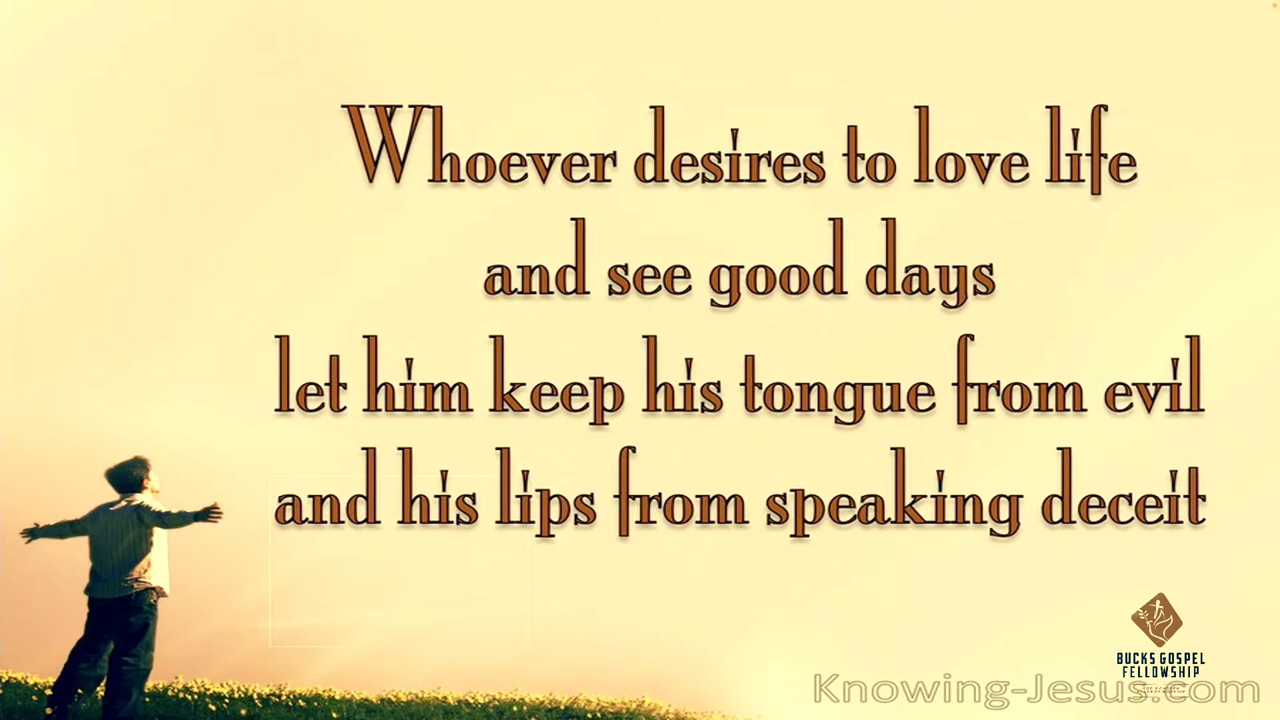 Whoever desires to love life
and see good days
let him keep his tongue from evil
and his lips from speaking deceit
BUCKS GOSPEL
FELLOWSHIP
Knowing-Jesus.com